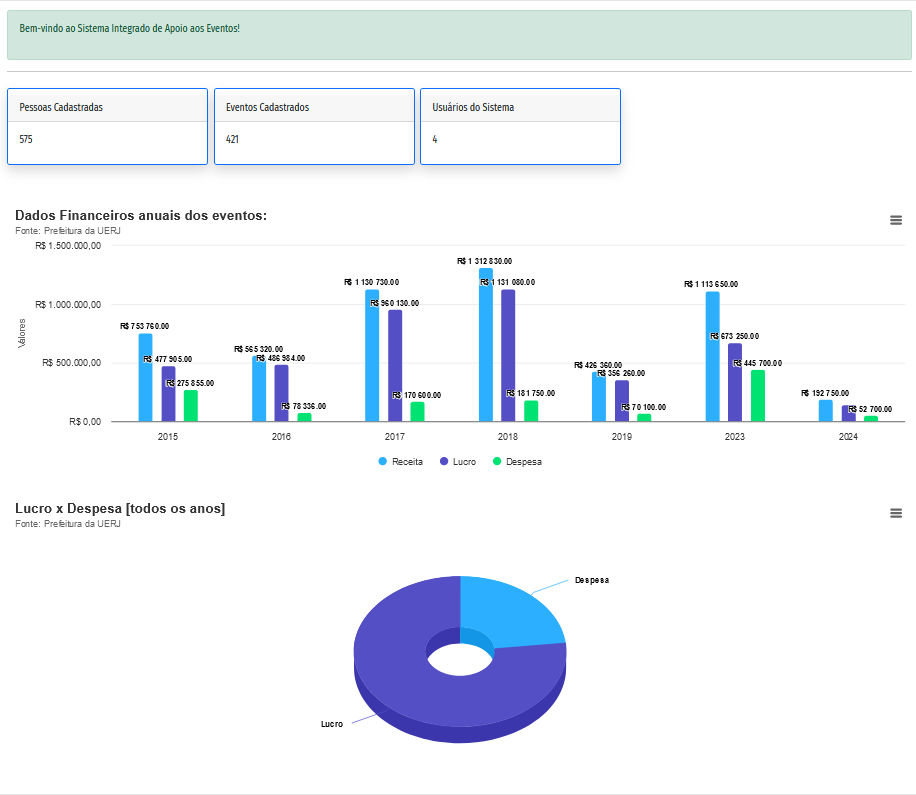 Bem-vindo ao Sistema Integrado de Apoio aos Eventos!
Pessoas Cadastradas
575
Eventos Cadastrados
421
Usuários do Sistema
4
Dados Financeiros anuais dos eventos:
Fonte: Prefeitura da UERJ
Valores
R$ 1.500.000,00
R$ 1.000.000,00
R$ 500.000,00
R$ 0,00
R$ 753 760.00
R$ 477 905.00
R$ 275 855.00
R$ 565 320.00
R$ 486 984.00
R$ 78 336.00
R$ 1 130 730.00
R$ 960 130.00
R$ 170 600.00
R$ 1 312 830.00
R$ 1 131 080.00
R$ 181 750.00
R$ 426 360.00
R$ 356 260.00
R$ 70 100.00
R$ 1 113 650.00
R$ 673 250.00
R$ 445 700.00
R$ 192 750.00
R$ 52 700.00
2015
2016
2017
2018
2019
2023
2024
Receita
Lucro
Despesa
Lucro x Despesa [todos os anos]
Fonte: Prefeitura da UERJ
Despesa
Lucro